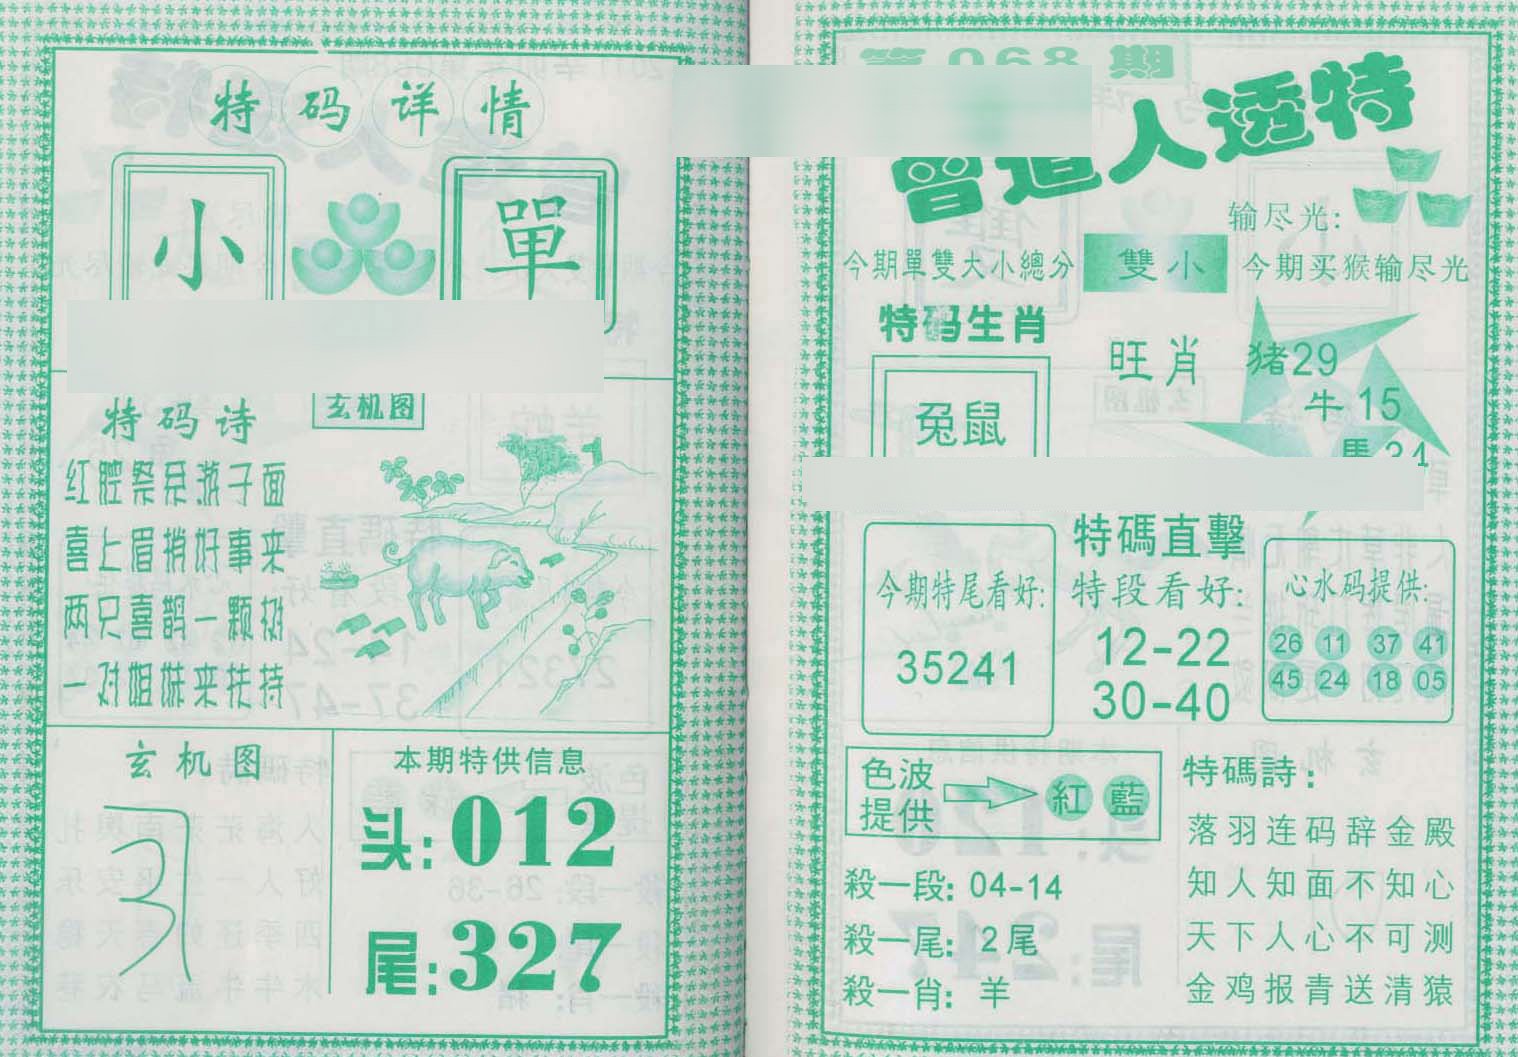 特码详情
小 單
特码诗
玄机图
红腔祭系游子面
喜上眉捎好事来
两只喜鹊一颗树
一对姐妹来扶持
玄机图
本期特供信息
头:012
尾:327
第068期
曾道人透特
输尽光:
今期單雙大小總分 雙小 今期买猴输尽光
特码生肖
兔鼠
旺肖 猪29
牛15
馬34
今期特尾看好:
35241
特碼直擊
特段看好:
12-22
30-40
心水码提供:
26 11 37 41
45 24 18 05
色波
提供
紅 藍
殺一段: 04-14
殺一尾: 2尾
殺一肖: 羊
特碼詩:
落羽连码辞金殿
知人知面不知心
天下人心不可测
金鸡报青送清猿